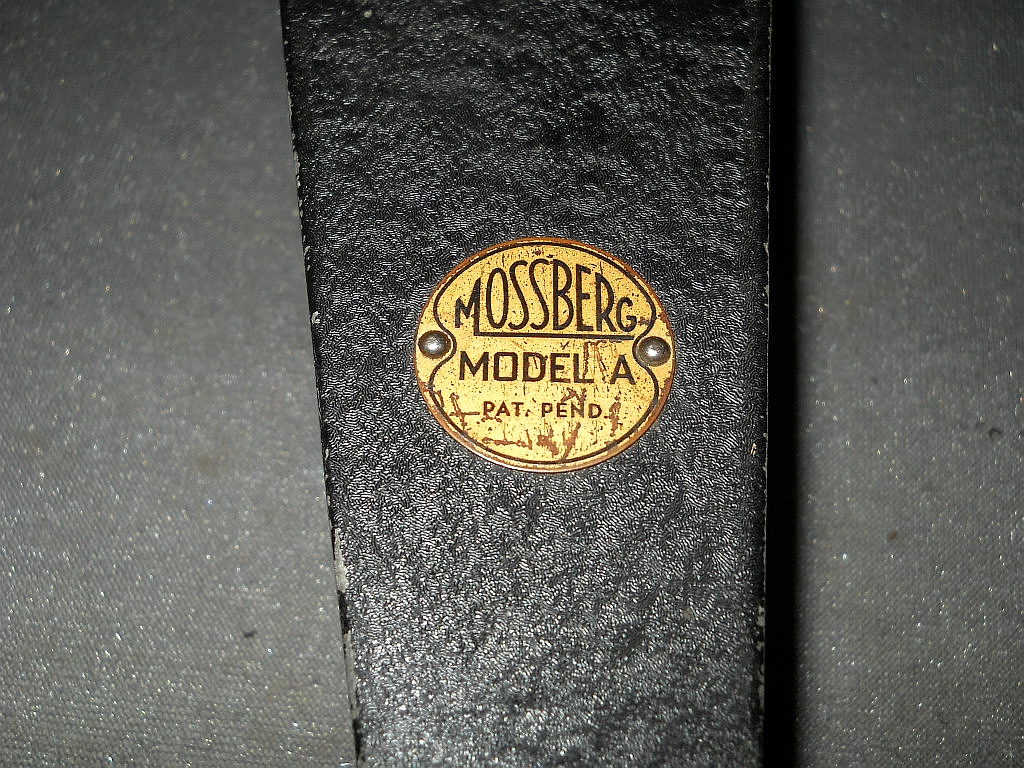 MOSSBERG
MODEL A
PAT. PEND.